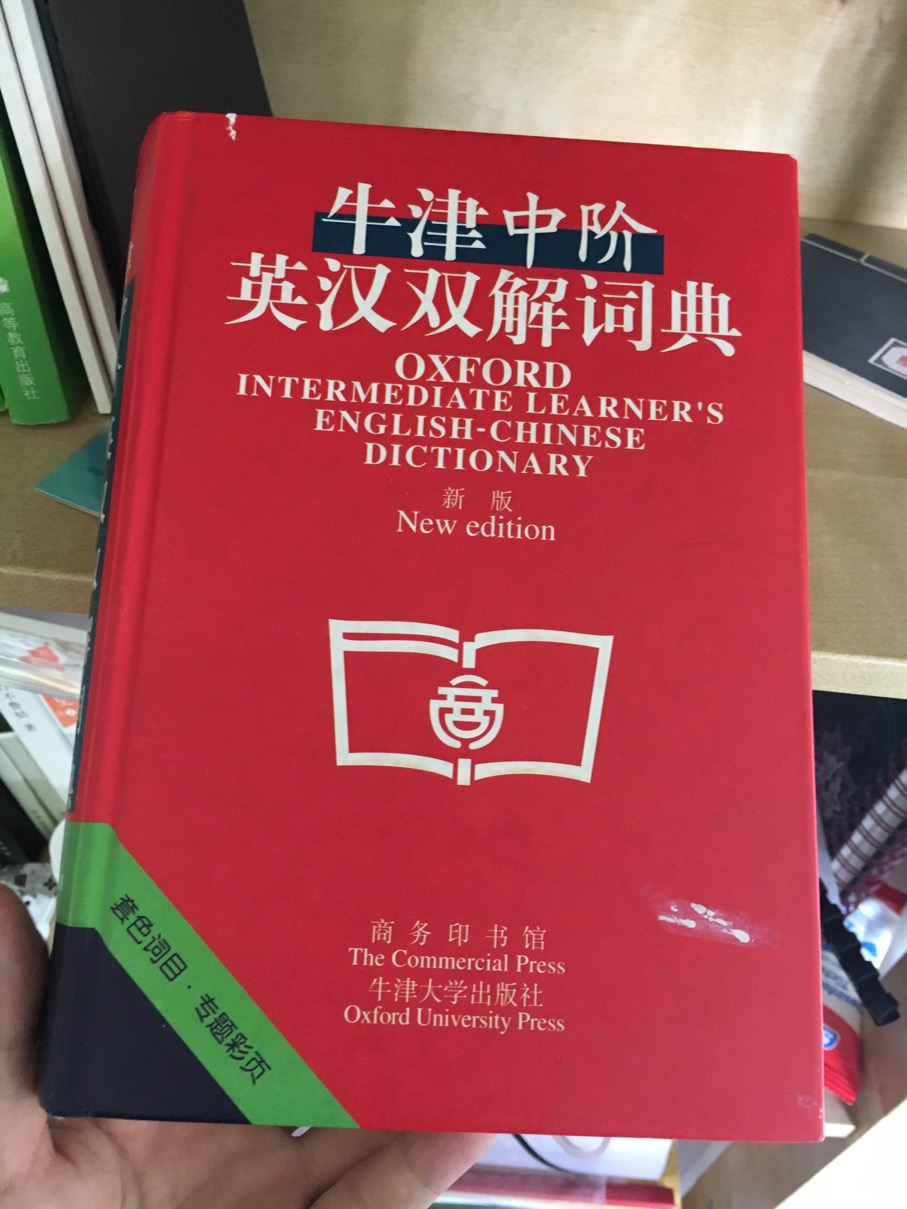 牛津中阶
英汉双解词典
OXFORD
INTERMEDIATE LEARNER'S
ENGLISH-CHINESE
DICTIONARY
新 版
New edition
商
商务印书馆
The Commercial Press
牛津大学出版社
Oxford University Press
套色词目·专题彩页
高等教育出版社